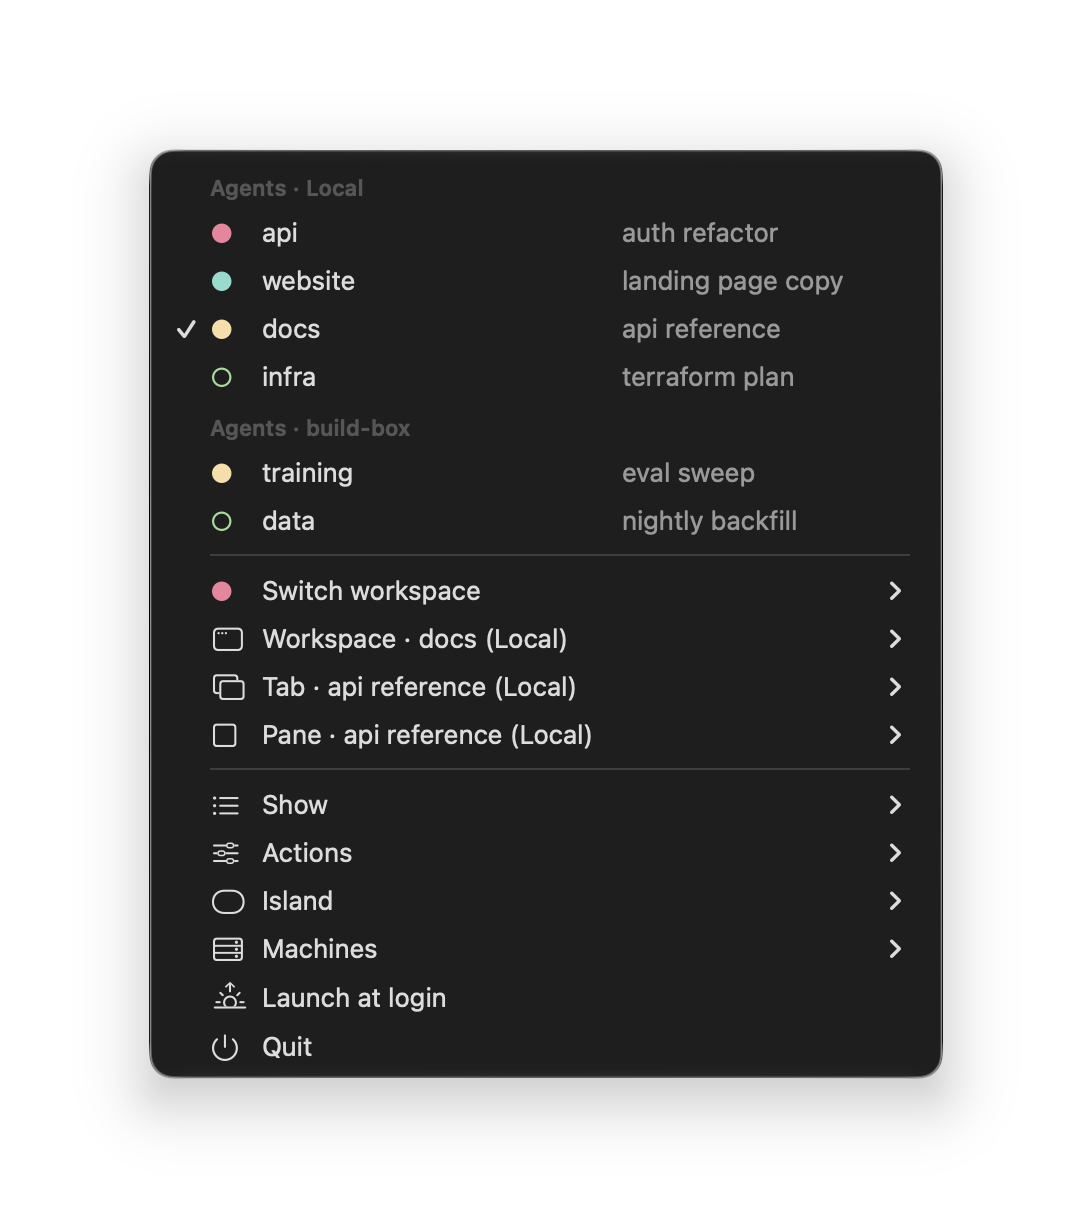 Agents · Local
api auth refactor
website landing page copy
docs api reference
infra terraform plan
Agents · build-box
training eval sweep
data nightly backfill
Switch workspace
Workspace · docs (Local)
Tab · api reference (Local)
Pane · api reference (Local)
Show
Actions
Island
Machines
Launch at login
Quit